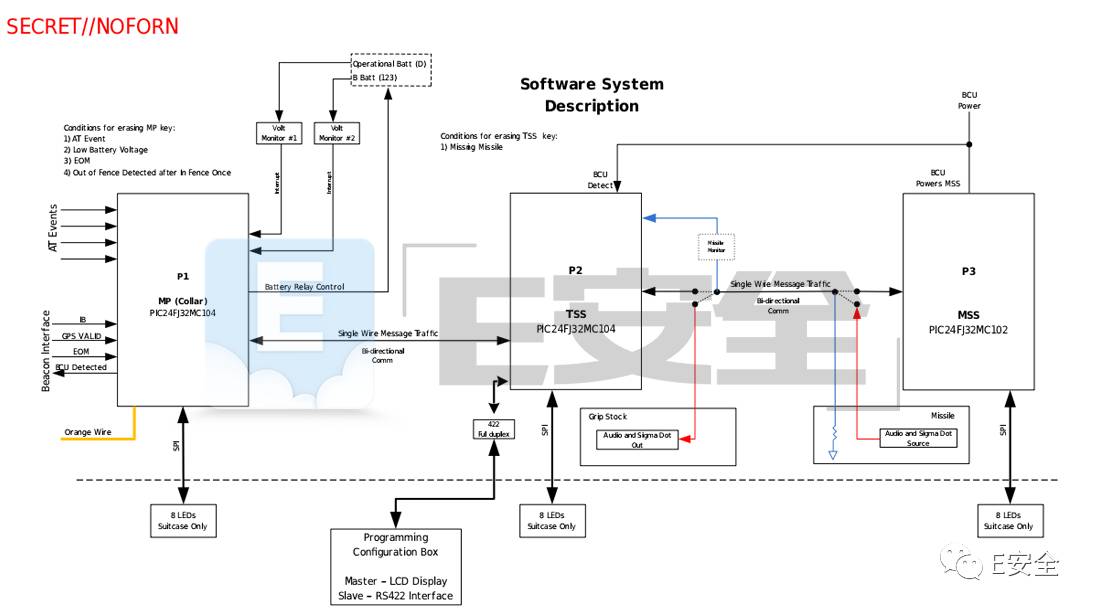 SECRET//NOFORN
Operational Batt (D)
B Batt (123)
Software System
Description
BCU
Power
Volt
Monitor #1
Volt
Monitor #2
Conditions for erasing MP key:
1) AT Event
2) Low Battery Voltage
3) EOM
4) Out of Fence Detected after In Fence Once
Conditions for erasing TSS key:
1) Missiig Missile
Interrupt
Interrupt
BCU
Detect
BCU
Powers MSS
AT Events
Missile
Monitor
P1
MP (Collar)
PIC24FJ32MC104
Battery Relay Control
P2
TSS
PIC24FJ32MC104
Single Wire Message Traffic
Bi-directional
Comm
P3
MSS
PIC24FJ32MC102
Beacon Interface
IB
GPS VALID
EOM
BCU Detected
Single Wire Message Traffic
Bi-directional
Comm
E安全
E
Orange Wire
SPI
422
Full duplex
SPI
Grip Stock
Audio and Sigma Dot
Out
Missile
Audio and Sigma Dot
Source
SPI
8 LEDs
Suitcase Only
8 LEDs
Suitcase Only
8 LEDs
Suitcase Only
Programming
Configuration Box
Master – LCD Display
Slave – RS422 Interface
E安全